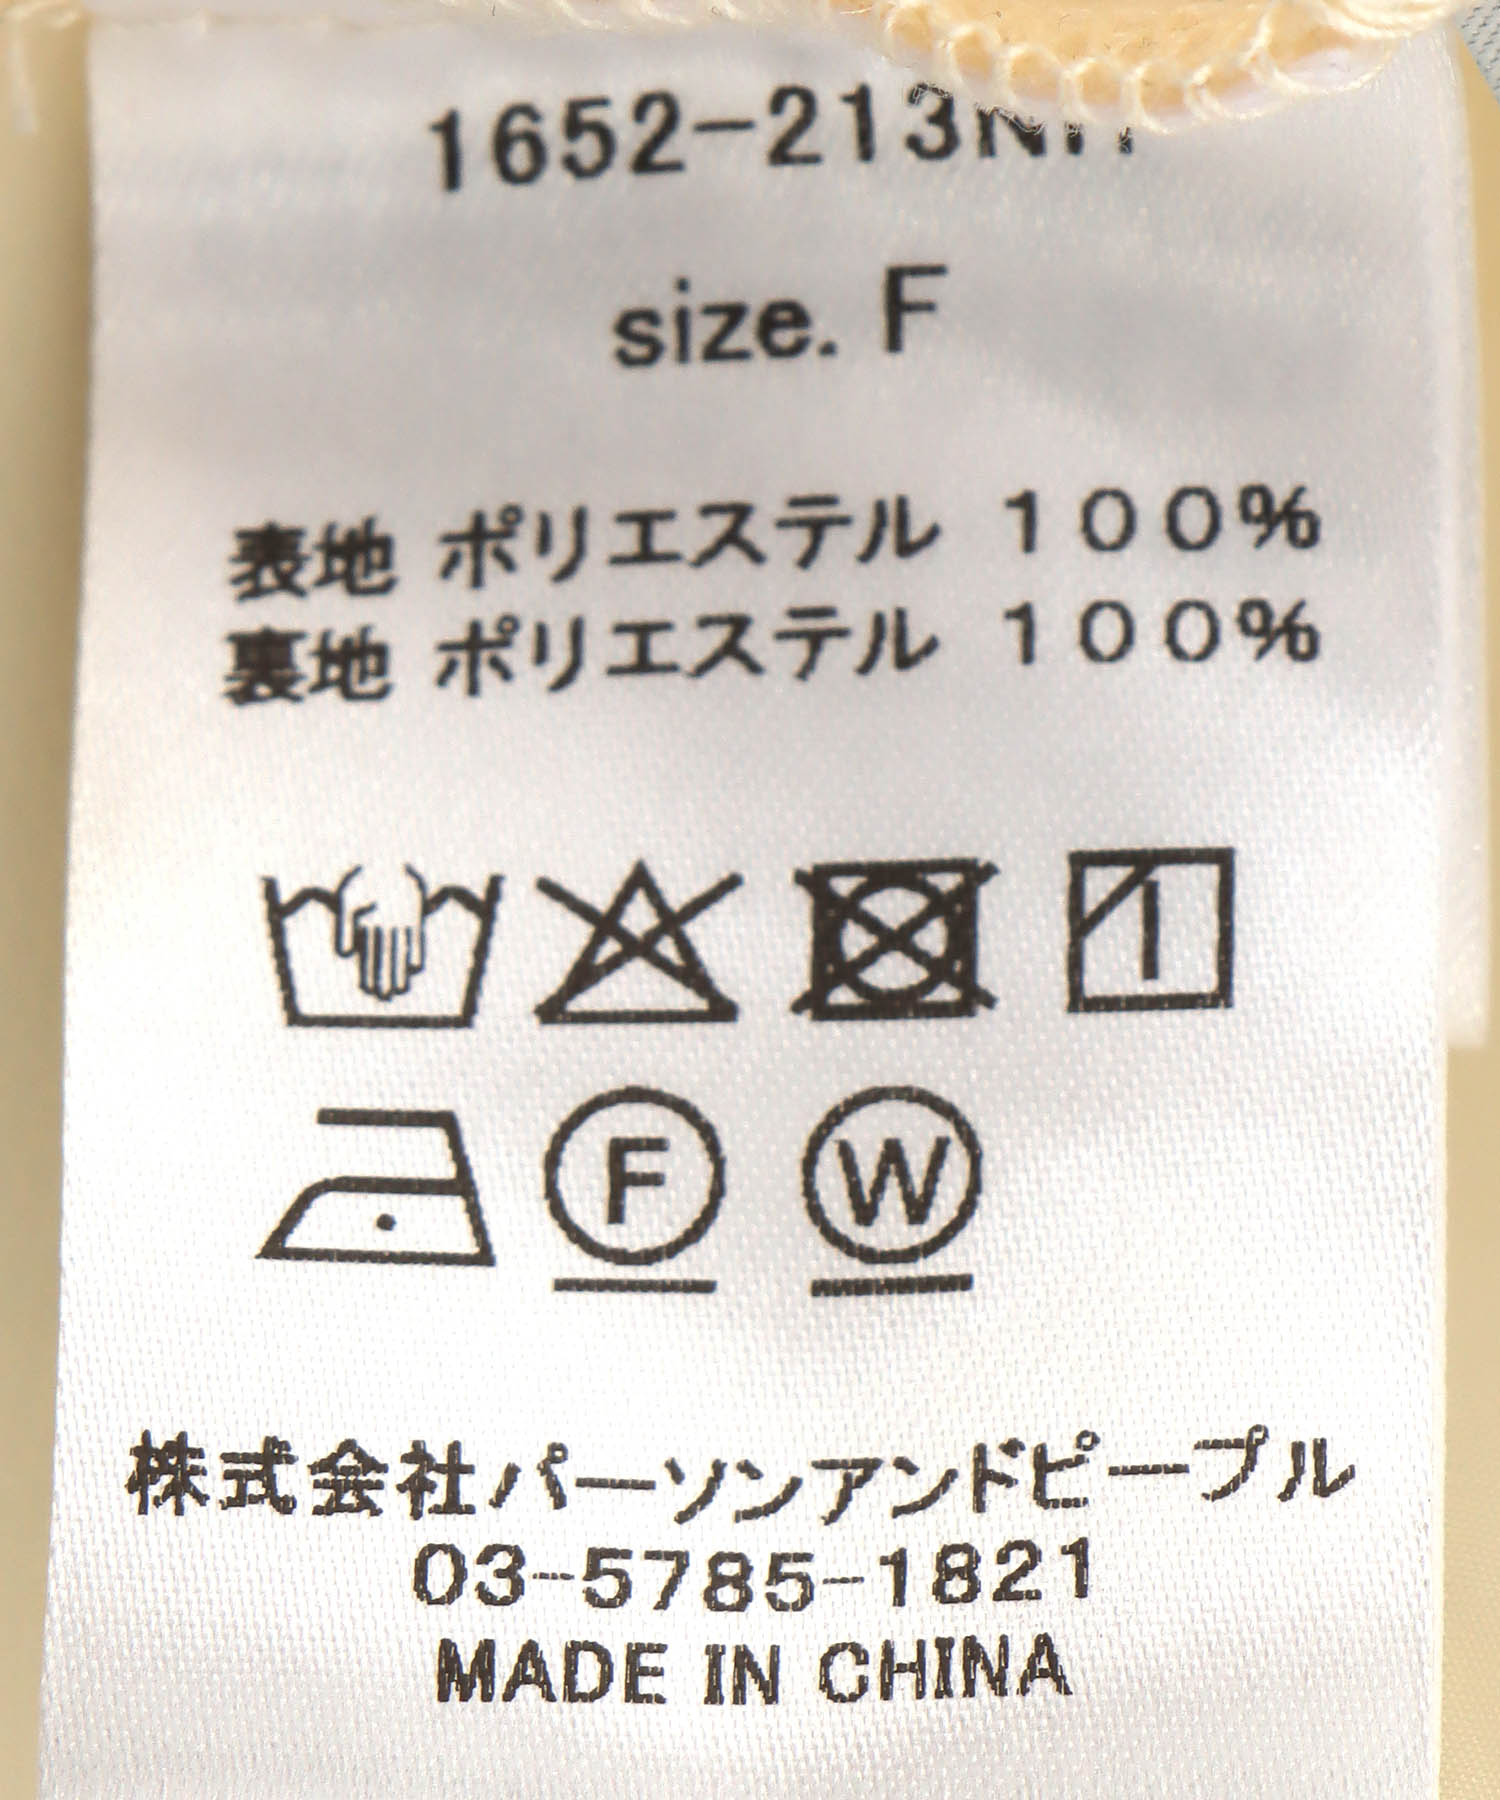 1652-213
size. F
表地 ポリエステル 100%
裏地 ポリエステル 100%
F W
株式会社パーソンアンドピープル
03-5785-1821
MADE IN CHINA